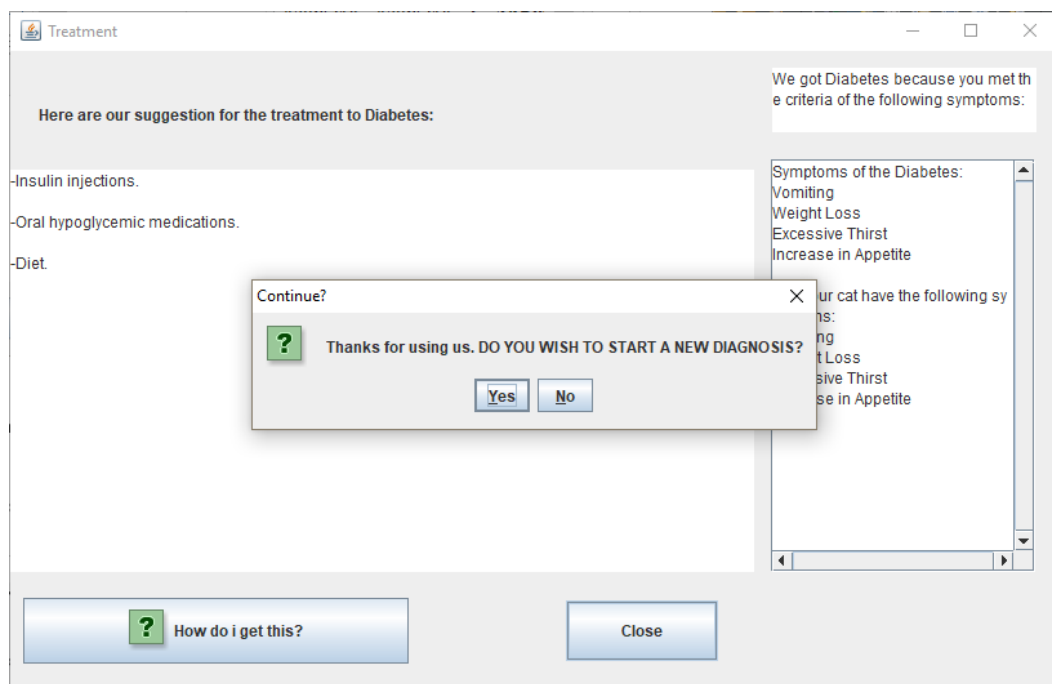 Treatment
Here are our suggestion for the treatment to Diabetes:
We got Diabetes because you met th
e criteria of the following symptoms:
-Insulin injections.
-Oral hypoglycemic medications.
-Diet.
Symptoms of the Diabetes:
Vomiting
Weight Loss
Excessive Thirst
Increase in Appetite
cat have the following sy
Loss
Thirst
in Appetite
Continue?
Thanks for using us. DO YOU WISH TO START A NEW DIAGNOSIS?
Yes
No
How do i get this?
Close